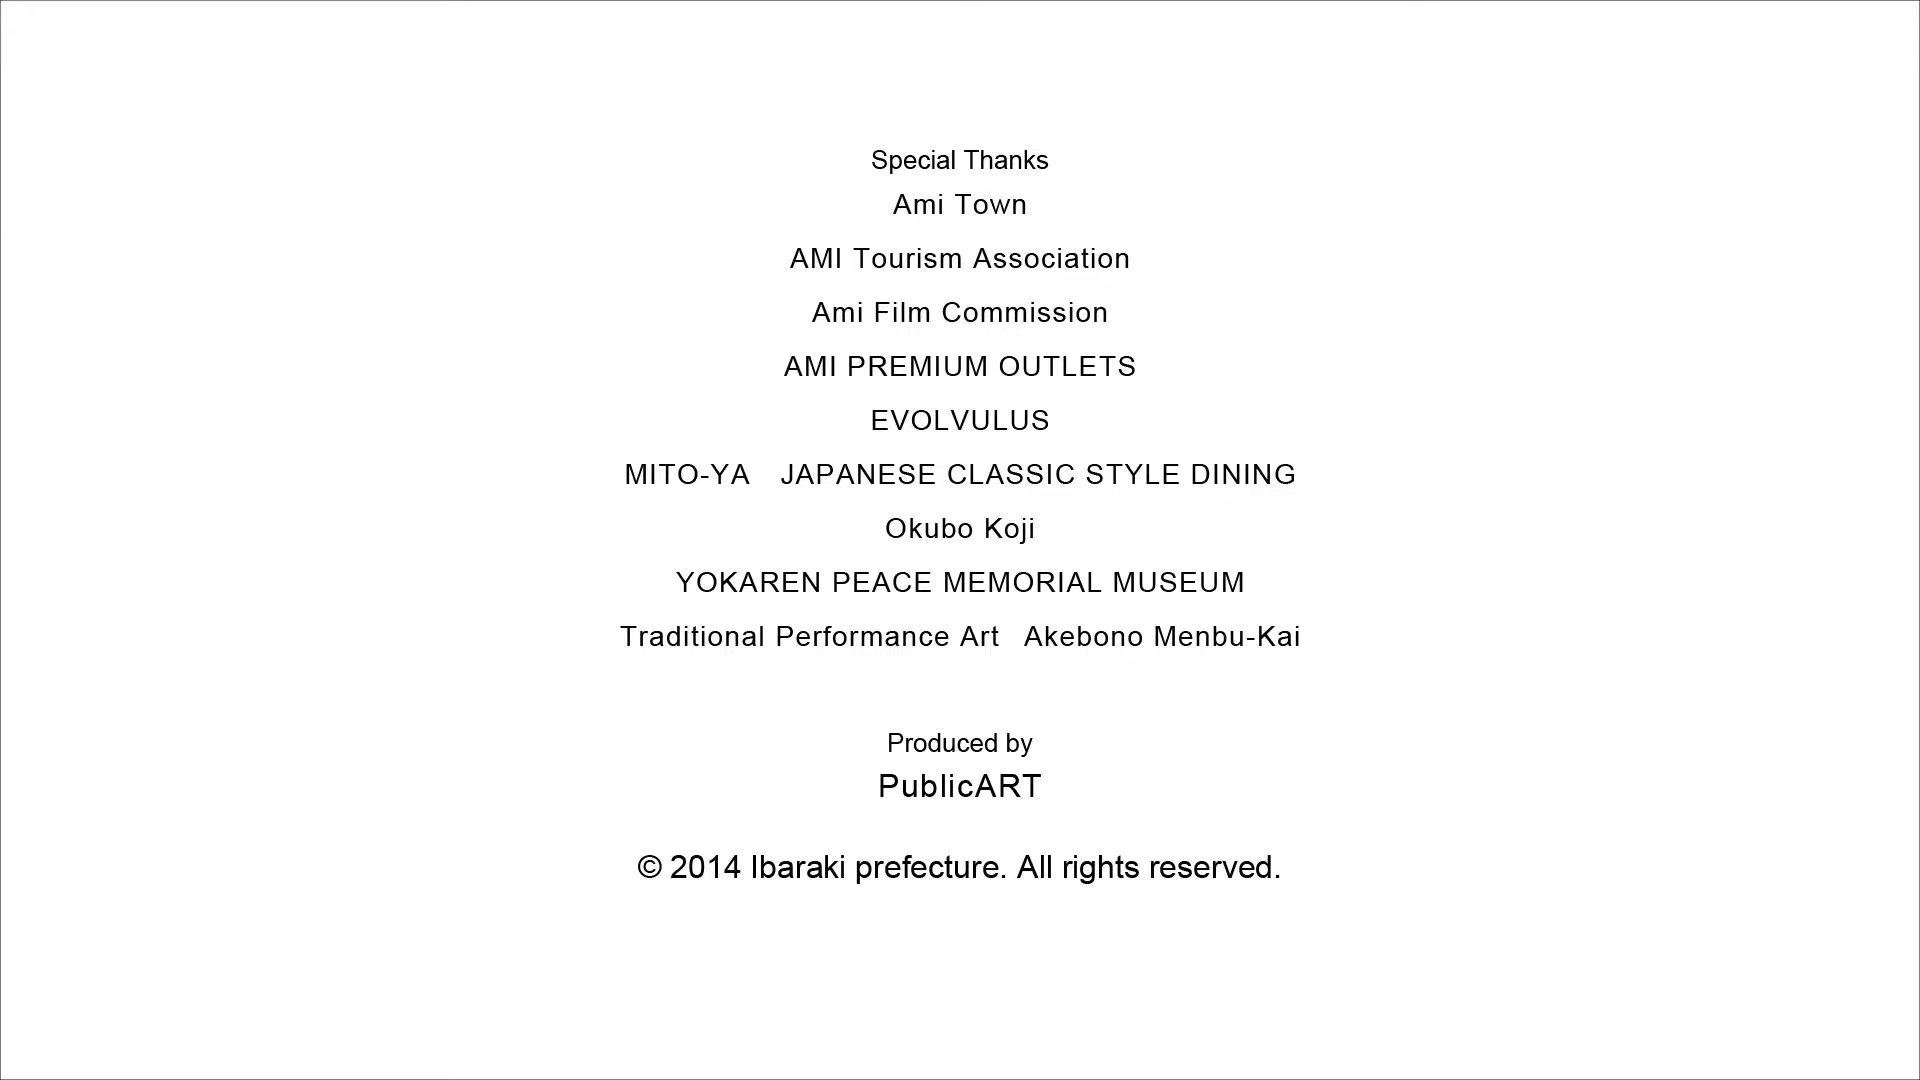 Special Thanks
Ami Town
AMI Tourism Association
Ami Film Commission
AMI PREMIUM OUTLETS
EVOLVULUS
MITO-YA　JAPANESE CLASSIC STYLE DINING
Okubo Koji
YOKAREN PEACE MEMORIAL MUSEUM
Traditional Performance Art  Akebono Menbu-Kai
Produced by
PublicART
© 2014 Ibaraki prefecture. All rights reserved.